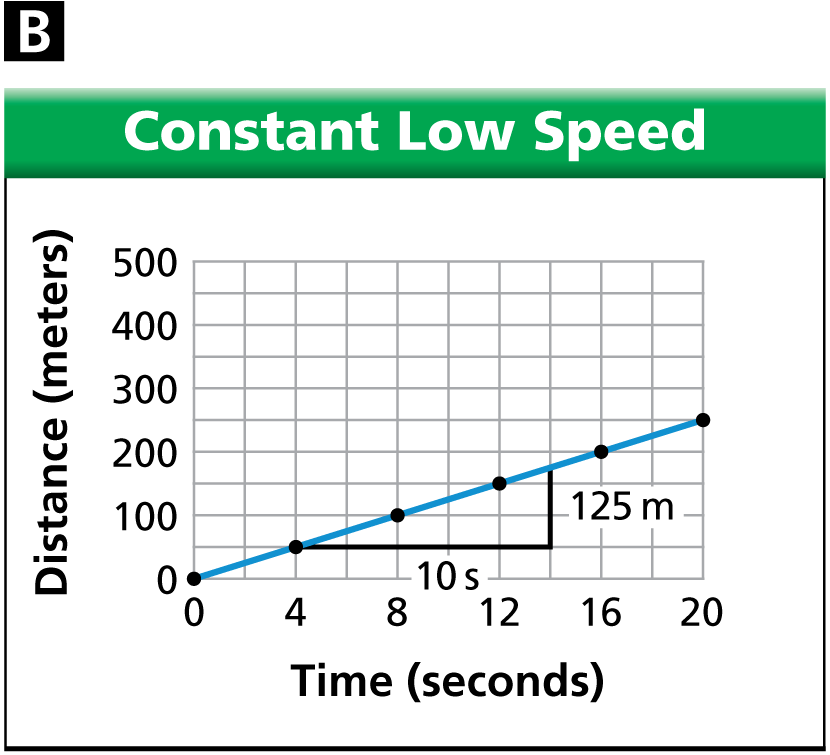 B
Constant Low Speed
Distance (meters)
500
400
300
200
100
0
125 m
10 s
0 4 8 12 16 20
Time (seconds)